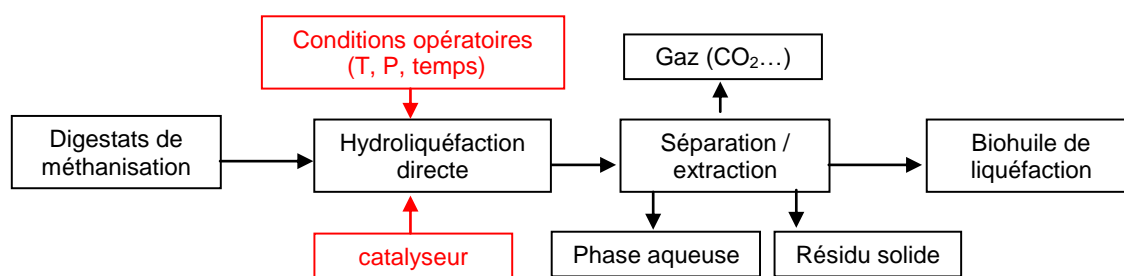 Conditions opératoires
(T, P, temps)
Gaz (CO₂…)
Digestats de
méthanisation
Hydroliquéfaction
directe
Séparation /
extraction
Biohuile de
liquéfaction
catalyseur
Phase aqueuse
Résidu solide